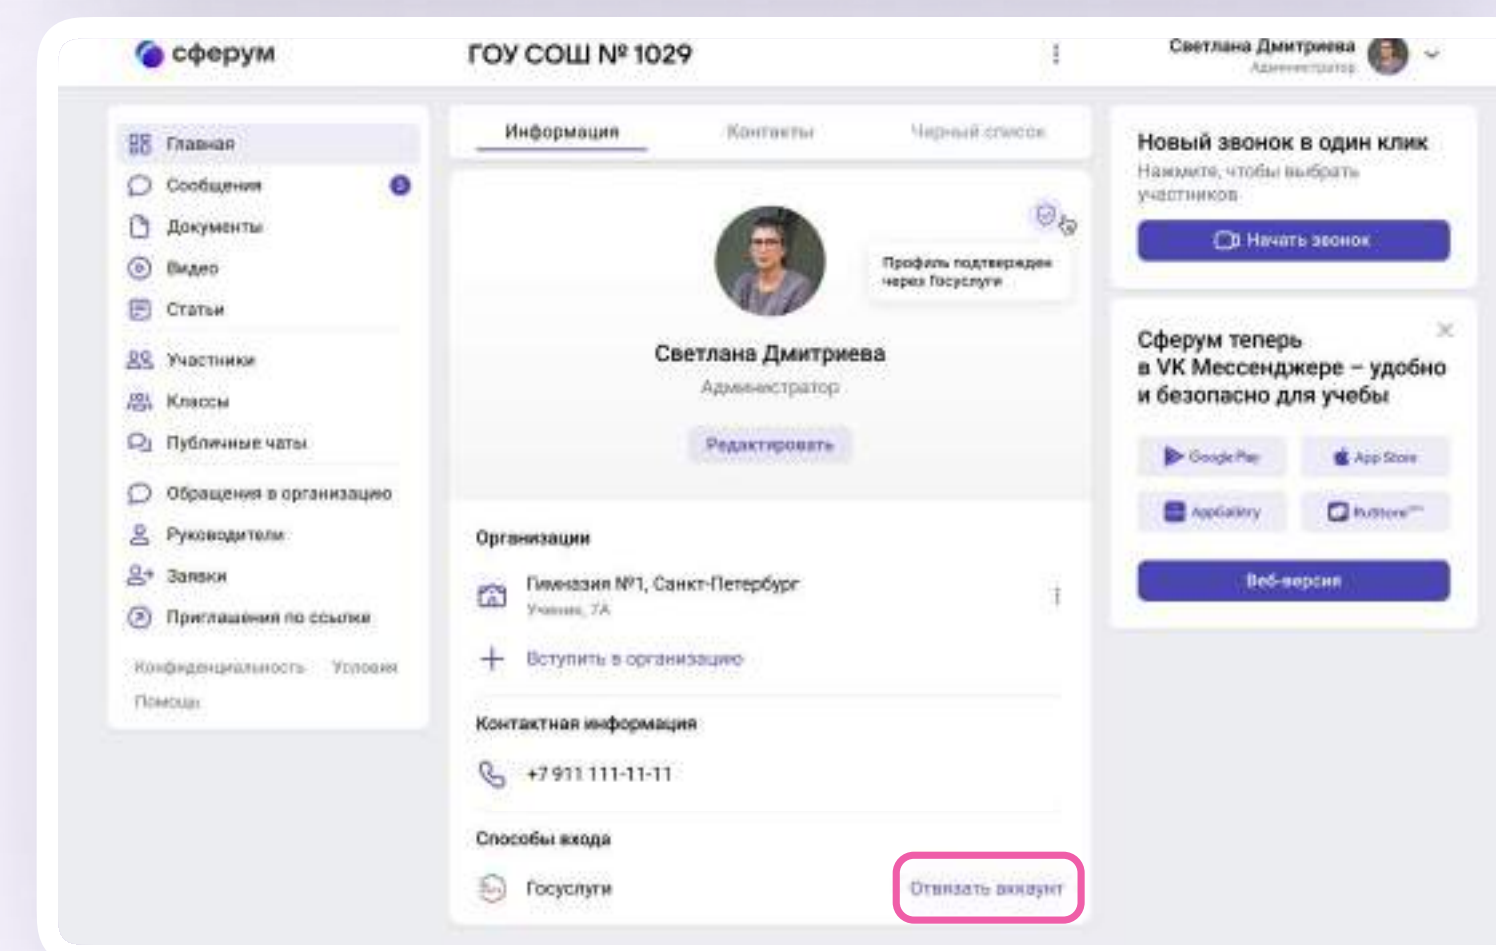 сферум
ГОУ СОШ № 1029
Светлана Дмитриева
Администратор
Главная
Сообщения
Документы
Видео
Статьи
Участники
Классы
Публичные чаты
Обращения в организацию
Руководители
Заявки
Приглашения по ссылке
Конфиденциальность Условия
Помощь
Информация Контакты Черный список
Профиль подтвержден
через Госуслуги
Светлана Дмитриева
Администратор
Редактировать
Организации
Гимназия №1, Санкт-Петербург
Ученик, 7А
Вступить в организацию
Контактная информация
+7 911 111-11-11
Способы входа
Госуслуги Отвязать аккаунт
Новый звонок в один клик
Нажмите, чтобы выбрать
участников
Начать звонок
Сферум теперь
в VK Мессенджере – удобно
и безопасно для учебы
Google Play App Store
AppGallery RuStore
Веб-версия